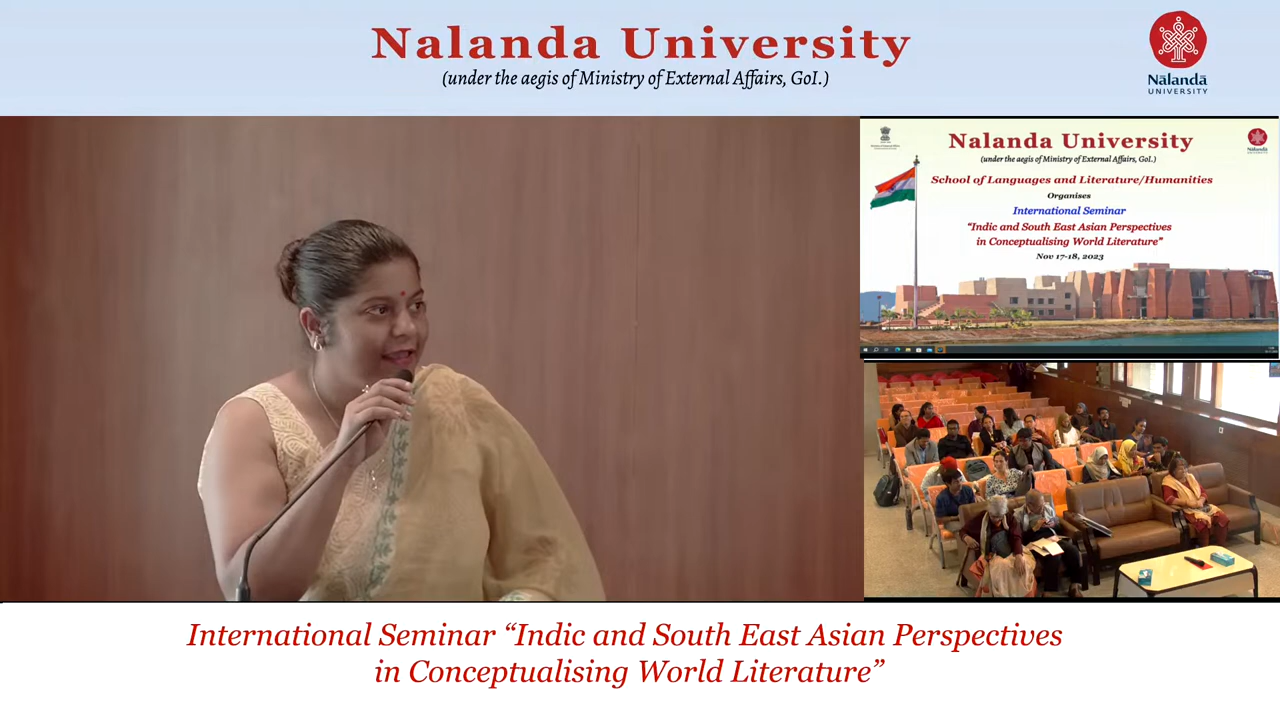 Nalanda University
(under the aegis of Ministry of External Affairs, GoI.)
Nālandā
UNIVERSITY
Nalanda University
(under the aegis of Ministry of External Affairs, GoI.)
School of Languages and Literature/Humanities
Organises
International Seminar
“Indic and South East Asian Perspectives
in Conceptualising World Literature”
Nov 17-18, 2023
International Seminar “Indic and South East Asian Perspectives
in Conceptualising World Literature”